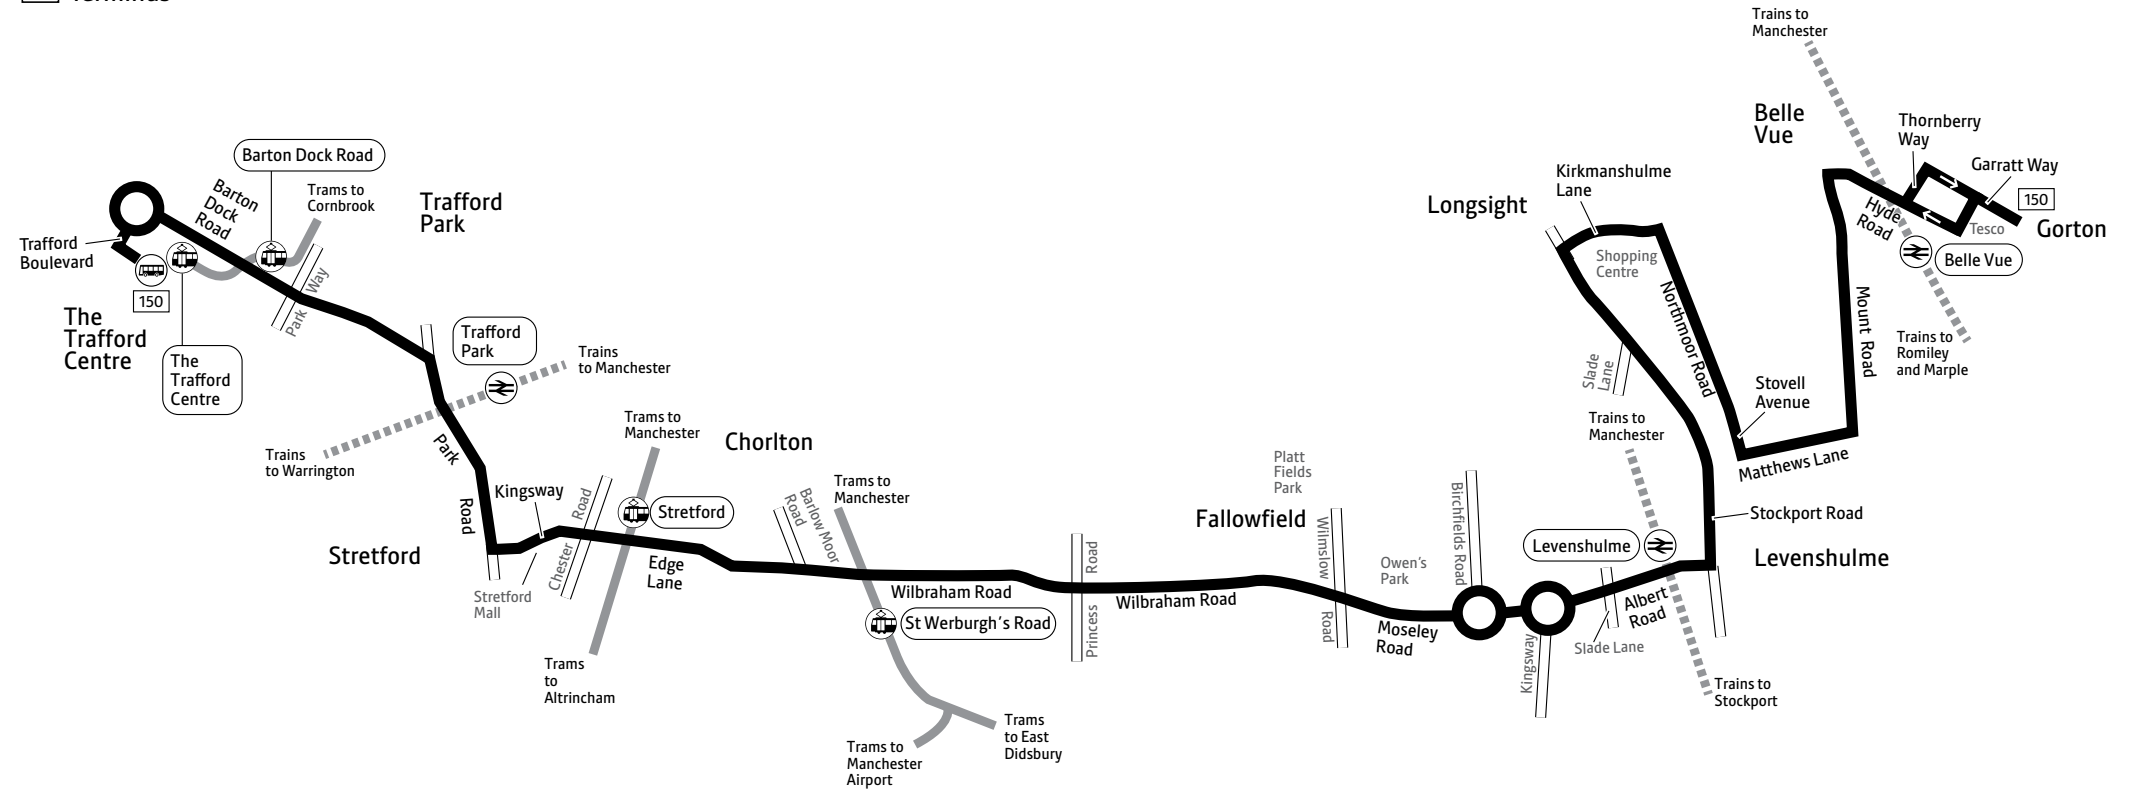 Terminus
Trains to
Manchester
Belle
Vue
Thornberry
Way
Garratt Way
150
Gorton
Tesco
Hyde
Road
Belle Vue
Trains to
Romiley
and Marple
Mount Road
Barton Dock Road
Barton
Dock
Road
Trams to
Cornbrook
Trafford
Park
Trafford
Boulevard
150
Park Way
The
Trafford
Centre
The
Trafford
Centre
Trafford
Park
Trains
to Manchester
Trains
to Warrington
Park
Road
Kingsway
Stretford
Stretford
Mall
Chester Road
Trams to
Manchester
Stretford
Chorlton
Edge
Lane
Trams
to
Altrincham
Barlow Moor
Road
Trams to
Manchester
Wilbraham Road
St Werburgh's Road
Trams to
Manchester
Airport
Trams
to East
Didsbury
Princess Road
Wilbraham Road
Platt
Fields
Park
Fallowfield
Wilmslow Road
Owen's
Park
Moseley
Road
Birchfields Road
Kingsway
Levenshulme
Slade Lane
Albert
Road
Trains to
Manchester
Trains to
Stockport
Levenshulme
Stockport Road
Slade
Lane
Longsight
Kirkmanshulme
Lane
Shopping
Centre
Northmoor Road
Stovell
Avenue
Matthews Lane